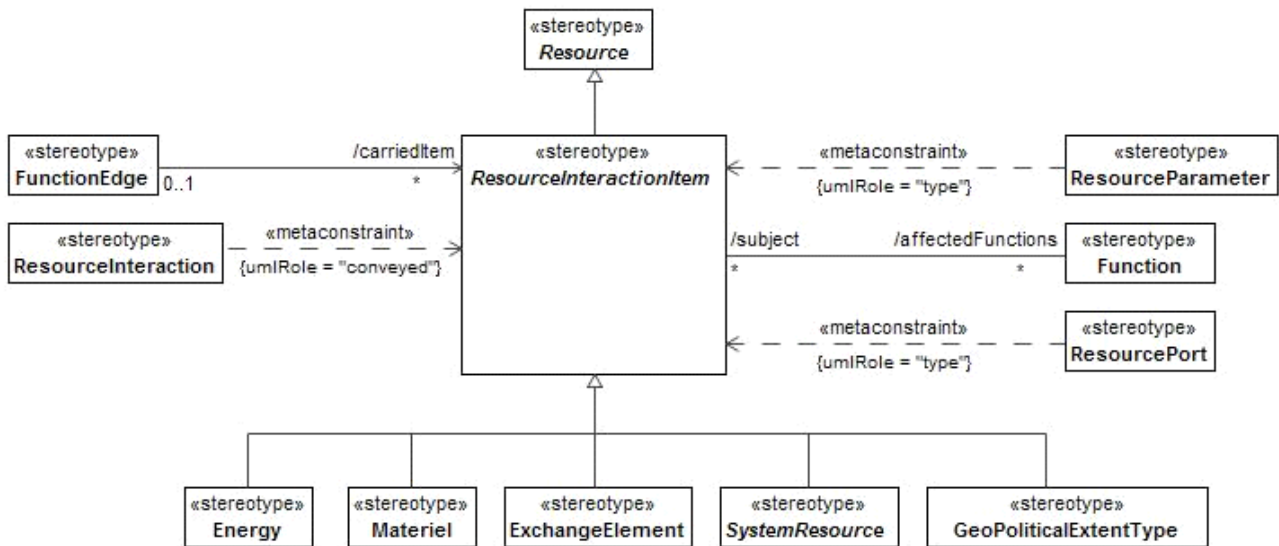 «stereotype»
Resource
«stereotype»
FunctionEdge
/carriedItem
0..1
*
«stereotype»
ResourceInteraction
«metaconstraint»
{umlRole = "conveyed"}
«stereotype»
ResourceInteractionItem
«metaconstraint»
{umlRole = "type"}
«stereotype»
ResourceParameter
/subject
/affectedFunctions
*
*
«stereotype»
Function
«metaconstraint»
{umlRole = "type"}
«stereotype»
ResourcePort
«stereotype»
Energy
«stereotype»
Materiel
«stereotype»
ExchangeElement
«stereotype»
SystemResource
«stereotype»
GeoPoliticalExtentType